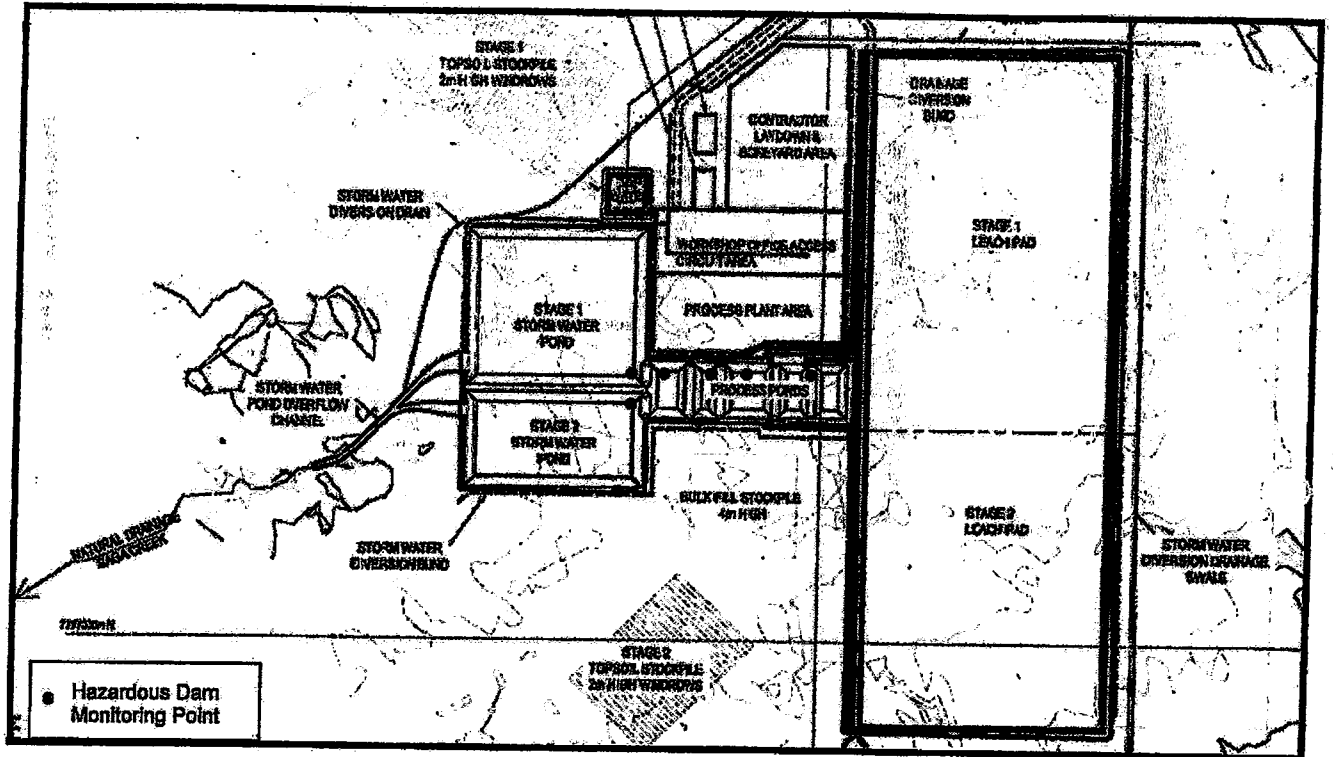 STAGE 1
TOPSOIL STOCKPILE
2m HIGH WINDROWS
DRAINAGE
DIVERSION
BUND
CONTRACTOR
LAYDOWN &
BONEYARD AREA
STORM WATER
DIVERSION DRAIN
STAGE 1
LEACH PAD
WORKSHOP OFFICE ACCESS
CIRCUIT AREA
STAGE 1
STORM WATER
POND
PROCESS PLANT AREA
STORM WATER
POND OVERFLOW
CHANNEL
PROCESS PONDS
STAGE 2
STORM WATER
POND
BULK FILL STOCKPILE
4m HIGH
STAGE 2
LEACH PAD
NATURAL DRAINAGE
STORM WATER
DIVERSION BUND
STORM WATER
DIVERSION DRAINAGE
SWALE
STAGE 2
TOPSOIL STOCKPILE
2m HIGH WINDROWS
Hazardous Dam
Monitoring Point